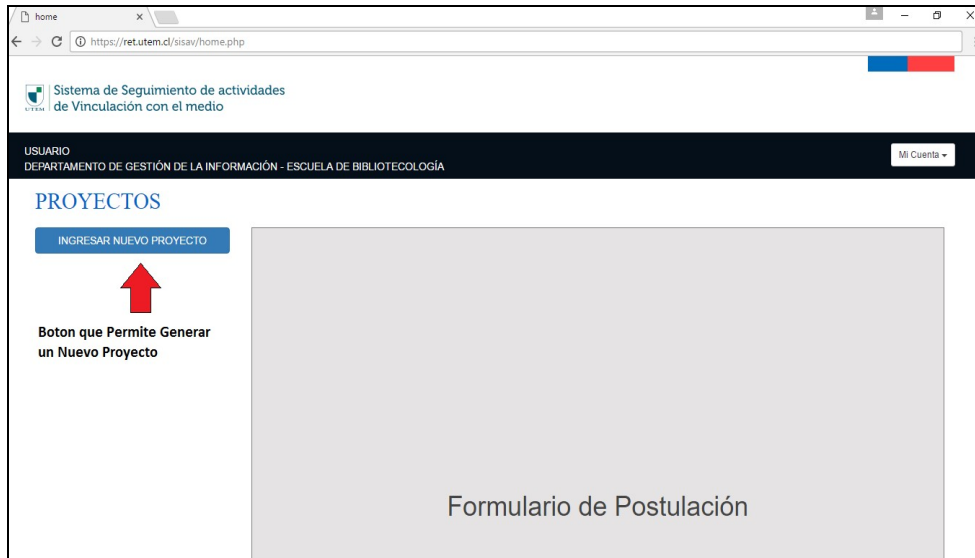 home
https://ret.utem.cl/sisav/home.php
Sistema de Seguimiento de actividades
de Vinculación con el medio
UTEM
USUARIO
DEPARTAMENTO DE GESTIÓN DE LA INFORMACIÓN - ESCUELA DE BIBLIOTECOLOGÍA
Mi Cuenta
PROYECTOS
INGRESAR NUEVO PROYECTO
Boton que Permite Generar
un Nuevo Proyecto
Formulario de Postulación